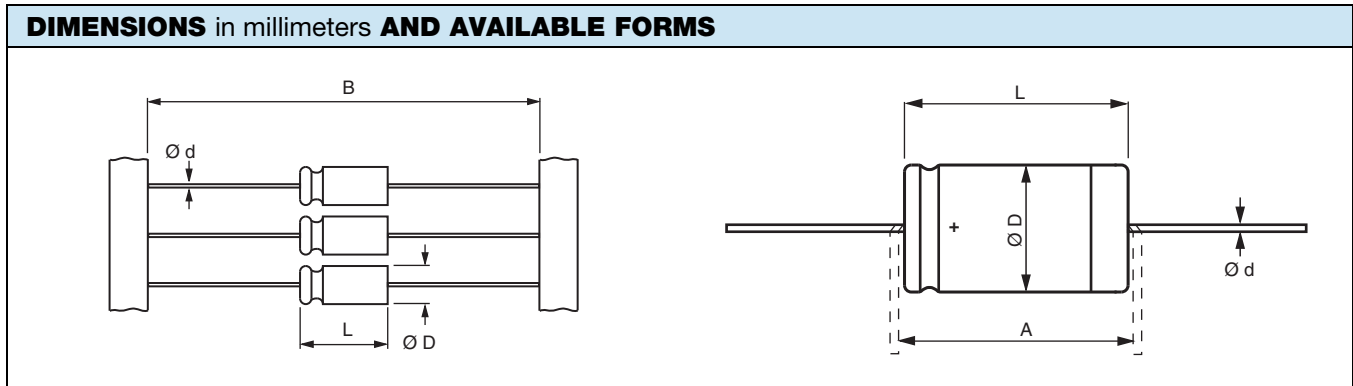 DIMENSIONS in millimeters AND AVAILABLE FORMS
B
Ø d
L
Ø D
L
+
Ø D
Ø d
A